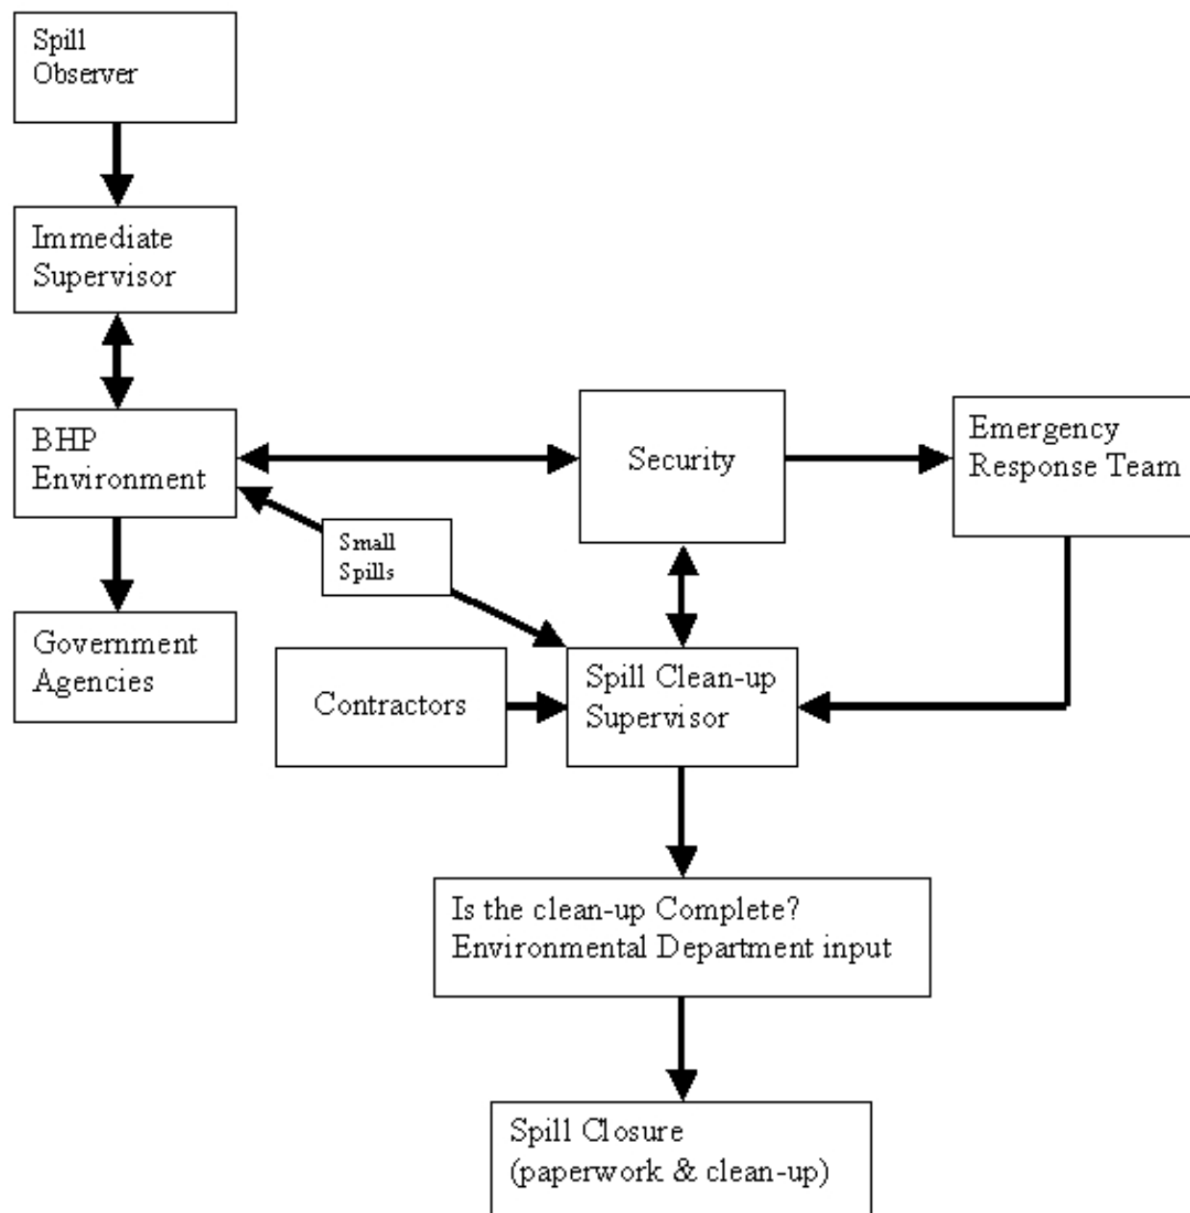 Spill
Observer
Immediate
Supervisor
BHP
Environment
Security
Emergency
Response Team
Small
Spills
Government
Agencies
Contractors
Spill Clean-up
Supervisor
Is the clean-up Complete?
Environmental Department input
Spill Closure
(paperwork & clean-up)